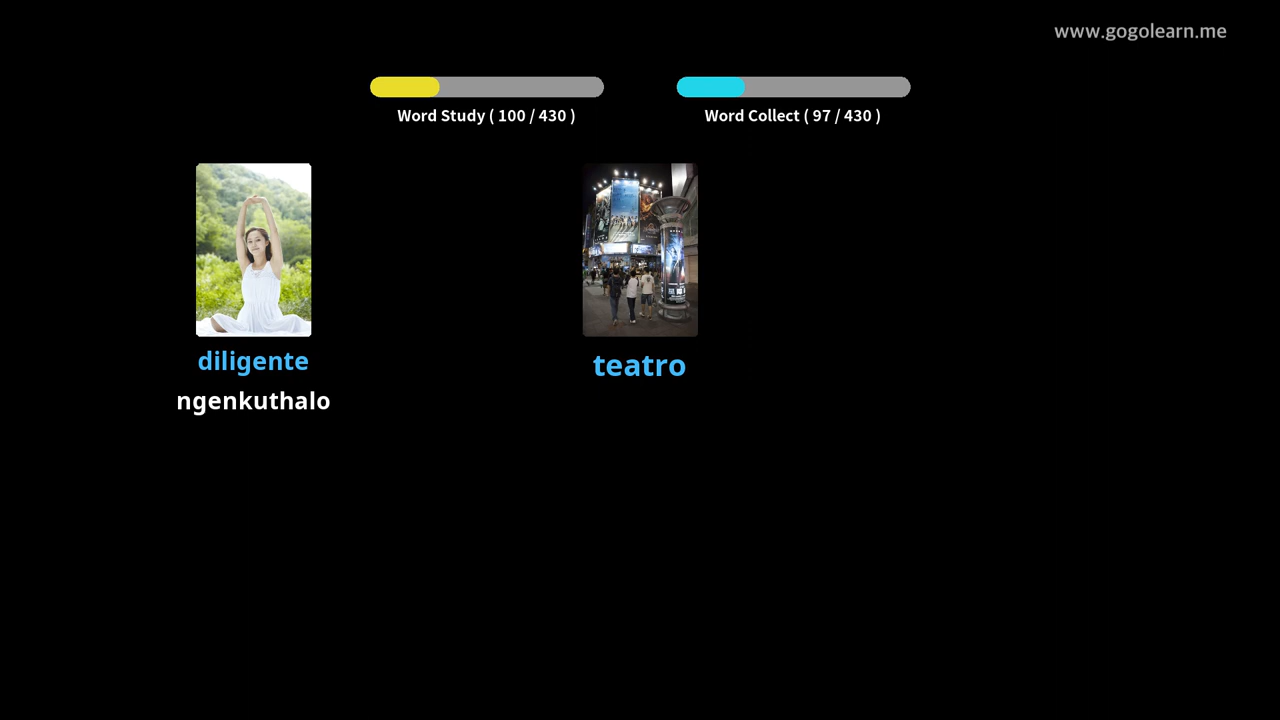 www.gogolearn.me
Word Study ( 100 / 430 )
Word Collect ( 97 / 430 )
diligente
teatro
ngenkuthalo